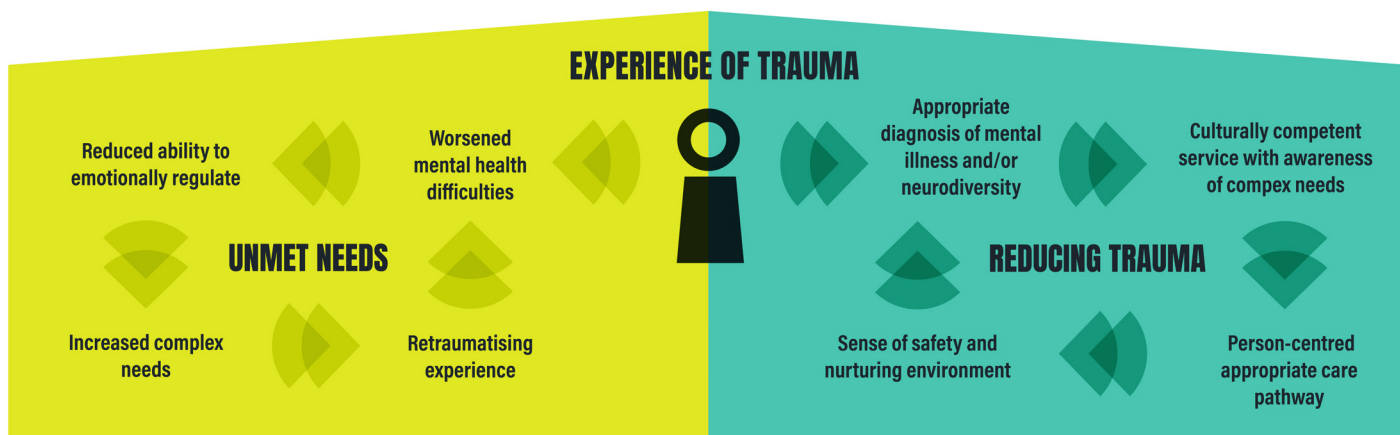 EXPERIENCE OF TRAUMA
Reduced ability to
emotionally regulate
Worsened
mental health
difficulties
UNMET NEEDS
Increased complex
needs
Retraumatising
experience
Appropriate
diagnosis of mental
illness and/or
neurodiversity
Culturally competent
service with awareness
of compex needs
REDUCING TRAUMA
Sense of safety and
nurturing environment
Person-centred
appropriate care
pathway